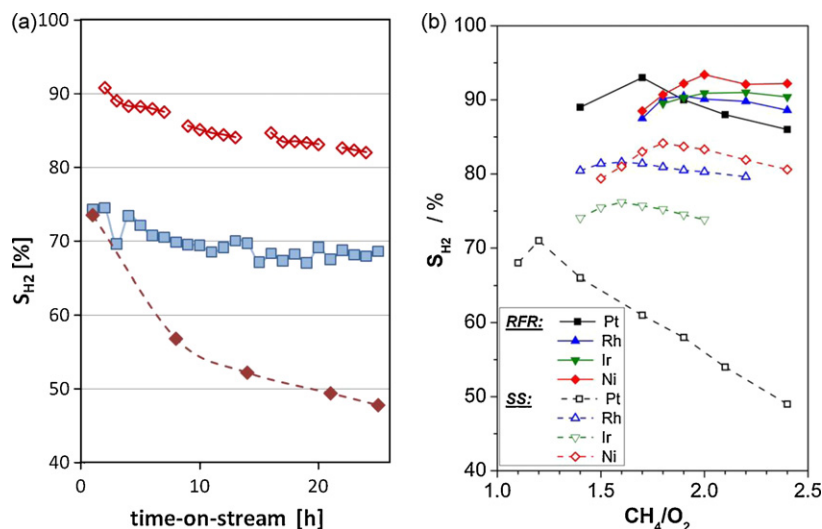 (a)
100
90
80
70
60
50
40
S_H2 [%]
0
10
20
time-on-stream [h]
(b)
100
90
80
70
60
50
40
S_H2 / %
RFR:
Pt
Rh
Ir
Ni
SS:
Pt
Rh
Ir
Ni
1.0
1.5
2.0
2.5
CH4/O2